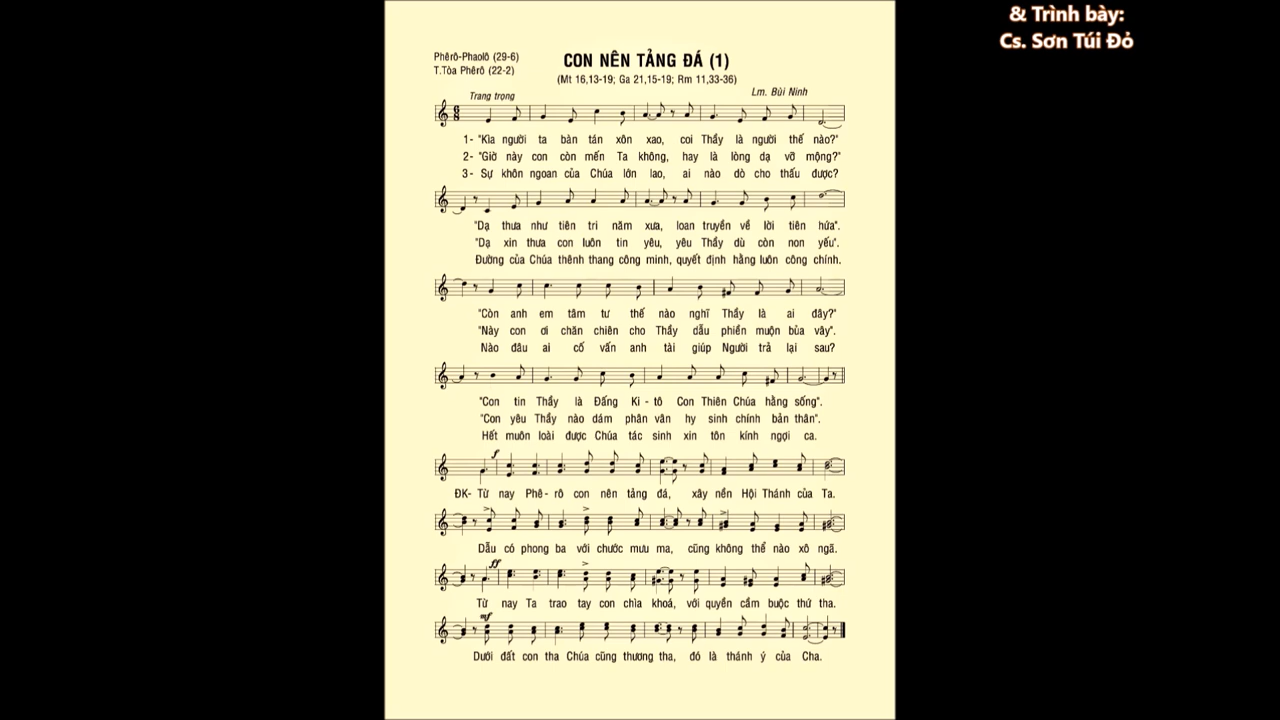 & Trình bày:
Cs. Sơn Túi Đỏ
Phêrô-Phaolô (29-6)
T.Tòa Phêrô (22-2)
CON NÊN TẢNG ĐÁ (1)
(Mt 16,13-19; Ga 21,15-19; Rm 11,33-36)
Lm. Bùi Ninh
Trang trọng
1- "Kìa người ta bàn tán xôn xao, coi Thầy là người thế nào?"
2- "Giờ này con còn mến Ta không, hay là lòng dạ vỡ mộng?"
3- Sự khôn ngoan của Chúa lớn lao, ai nào dò cho thấu được?
"Dạ thưa như tiên tri năm xưa, loan truyền về lời tiên hứa".
"Dạ xin thưa con luôn tin yêu, yêu Thầy dù còn non yếu".
Đường của Chúa thênh thang công minh, quyết định hằng luôn công chính.
"Còn anh em tâm tư thế nào nghĩ Thầy là ai đây?"
"Này con ơi chăn chiên cho Thầy dẫu phiền muộn bủa vây".
Nào đâu ai cố vấn anh tài giúp Người trả lại sau?
"Con tin Thầy là Đấng Ki - tô Con Thiên Chúa hằng sống".
"Con yêu Thầy nào dám phân vân hy sinh chính bản thân".
Hết muôn loài được Chúa tác sinh xin tôn kính ngợi ca.
f
ĐK- Từ nay Phê - rô con nên tảng đá, xây nền Hội Thánh của Ta.
Dẫu có phong ba với chước mưu ma, cũng không thể nào xô ngã.
ff
Từ nay Ta trao tay con chìa khoá, với quyền cầm buộc thứ tha.
mf
Dưới đất con tha Chúa cũng thương tha, đó là thánh ý của Cha.